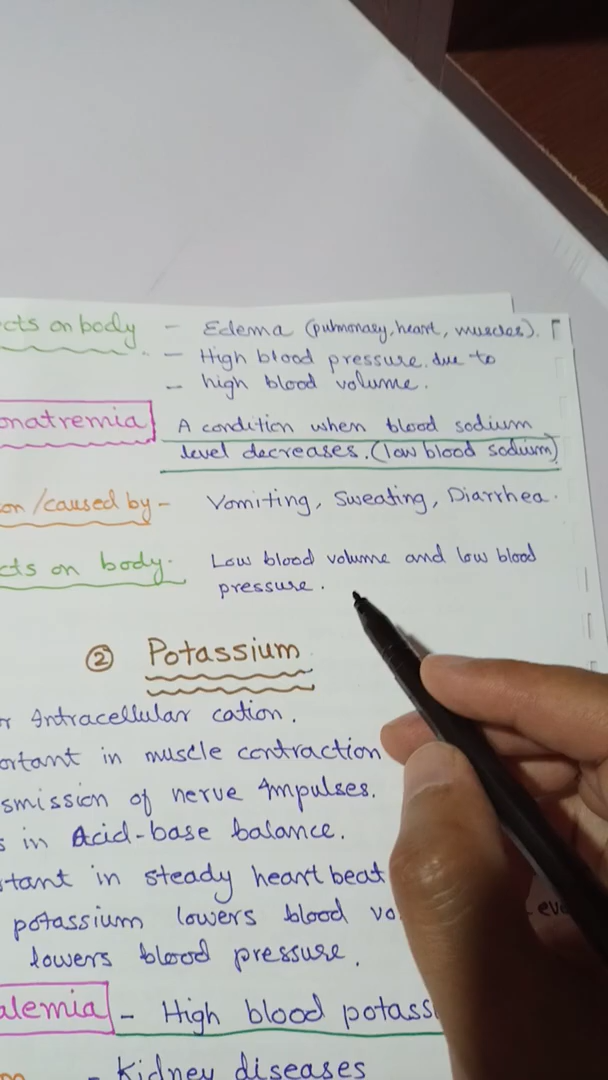 cts on body - Edema (pulmonary, heart, muscles).
- High blood pressure due to
- high blood volume.
onatremia A condition when blood sodium
level decreases. (low blood sodium)
on/caused by - Vomiting, Sweating, Diarrhea.
cts on body. Low blood volume and low blood
pressure.
② Potassium
Intracellular cation.
ortant in muscle contraction
smission of nerve impulses.
s in Acid-base balance.
tant in steady heart beat
potassium lowers blood vo
lowers blood pressure.
alemia - High blood potass
- Kidney diseases